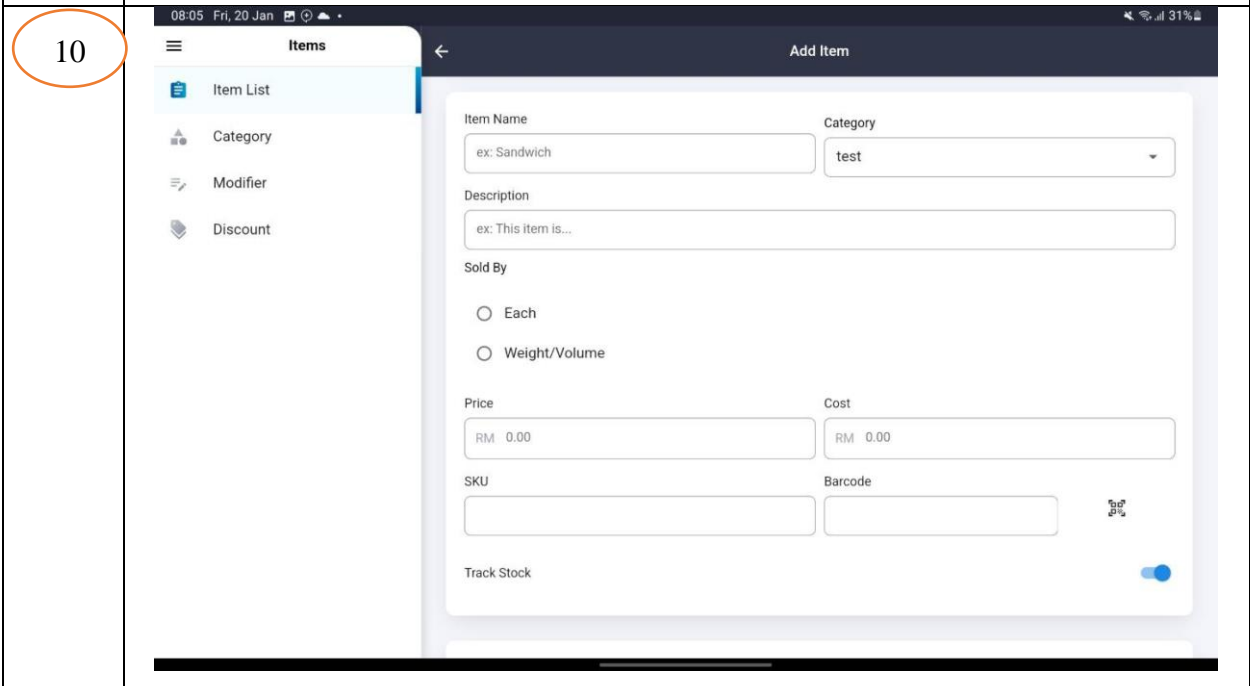 10
08:05 Fri, 20 Jan
31%
Items
Add Item
Item List
Category
Modifier
Discount
Item Name
Category
ex: Sandwich
test
Description
ex: This item is...
Sold By
Each
Weight/Volume
Price
Cost
RM 0.00
RM 0.00
SKU
Barcode
Track Stock